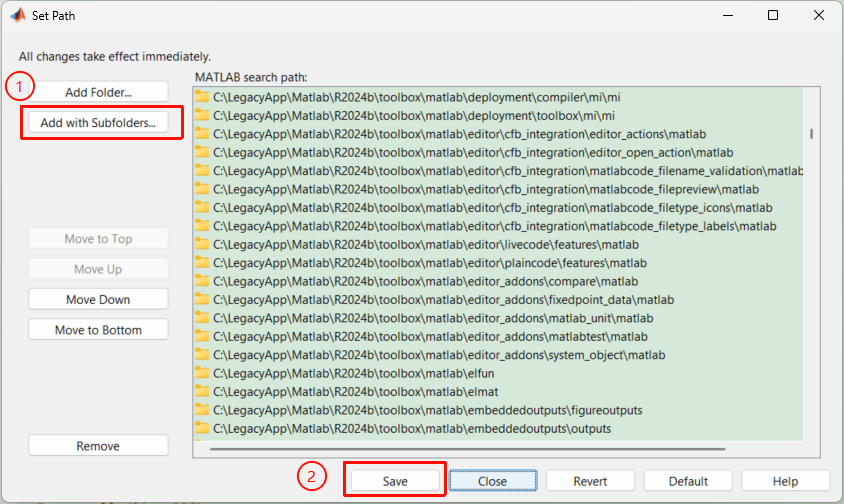 Set Path
All changes take effect immediately.
MATLAB search path:
1
Add Folder...
Add with Subfolders...
Move to Top
Move Up
Move Down
Move to Bottom
Remove
C:\LegacyApp\Matlab\R2024b\toolbox\matlab\deployment\compiler\mi\mi
C:\LegacyApp\Matlab\R2024b\toolbox\matlab\deployment\toolbox\mi\mi
C:\LegacyApp\Matlab\R2024b\toolbox\matlab\editor\cfb_integration\editor_actions\matlab
C:\LegacyApp\Matlab\R2024b\toolbox\matlab\editor\cfb_integration\editor_open_action\matlab
C:\LegacyApp\Matlab\R2024b\toolbox\matlab\editor\cfb_integration\matlabcode_filename_validation\matlab
C:\LegacyApp\Matlab\R2024b\toolbox\matlab\editor\cfb_integration\matlabcode_filepreview\matlab
C:\LegacyApp\Matlab\R2024b\toolbox\matlab\editor\cfb_integration\matlabcode_filetype_icons\matlab
C:\LegacyApp\Matlab\R2024b\toolbox\matlab\editor\cfb_integration\matlabcode_filetype_labels\matlab
C:\LegacyApp\Matlab\R2024b\toolbox\matlab\editor\livecode\features\matlab
C:\LegacyApp\Matlab\R2024b\toolbox\matlab\editor\plaincode\features\matlab
C:\LegacyApp\Matlab\R2024b\toolbox\matlab\editor_addons\compare\matlab
C:\LegacyApp\Matlab\R2024b\toolbox\matlab\editor_addons\fixedpoint_data\matlab
C:\LegacyApp\Matlab\R2024b\toolbox\matlab\editor_addons\matlab_unit\matlab
C:\LegacyApp\Matlab\R2024b\toolbox\matlab\editor_addons\matlabtest\matlab
C:\LegacyApp\Matlab\R2024b\toolbox\matlab\editor_addons\system_object\matlab
C:\LegacyApp\Matlab\R2024b\toolbox\matlab\elfun
C:\LegacyApp\Matlab\R2024b\toolbox\matlab\elmat
C:\LegacyApp\Matlab\R2024b\toolbox\matlab\embeddedoutputs\figureoutputs
C:\LegacyApp\Matlab\R2024b\toolbox\matlab\embeddedoutputs\outputs
2
Save
Close
Revert
Default
Help